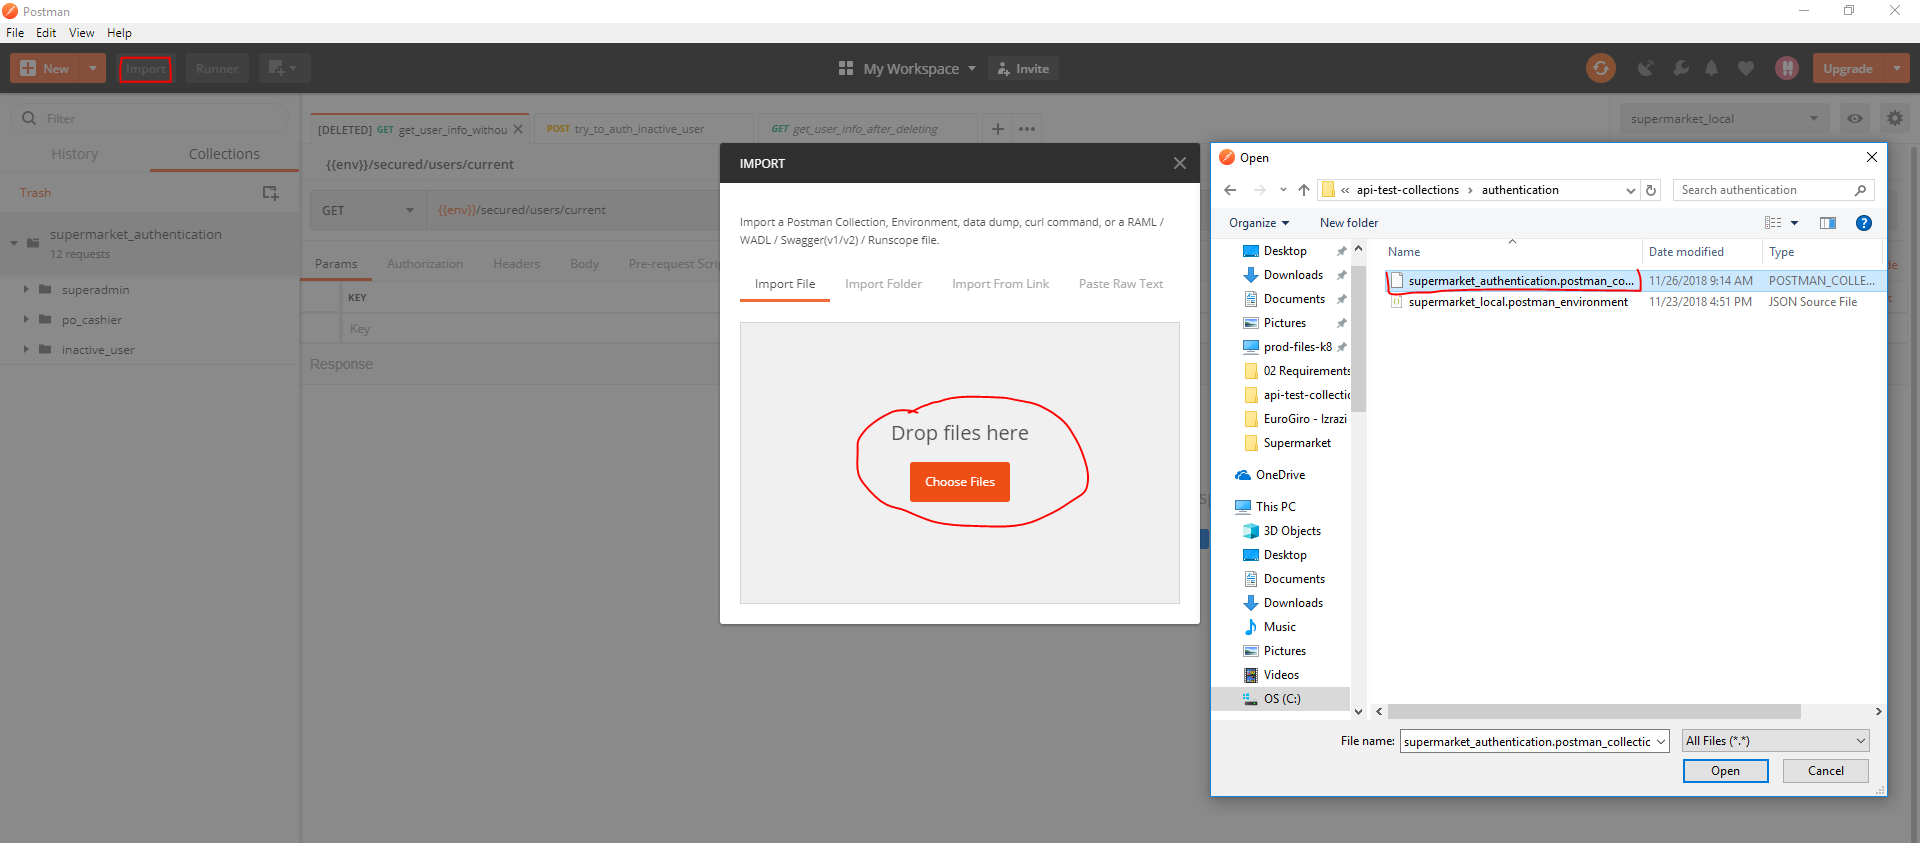 Postman
File Edit View Help
New Import Runner My Workspace Invite Upgrade
Filter
History Collections
Trash
supermarket_authentication
12 requests
superadmin
po_cashier
inactive_user
[DELETED] GET get_user_info_withou POST try_to_auth_inactive_user GET get_user_info_after_deleting
supermarket_local
{{env}}/secured/users/current
GET {{env}}/secured/users/current
Params Authorization Headers Body Pre-request Scri
KEY
Key
Response
IMPORT
Import a Postman Collection, Environment, data dump, curl command, or a RAML /
WADL / Swagger(v1/v2) / Runscope file.
Import File Import Folder Import From Link Paste Raw Text
Drop files here
Choose Files
Open
« api-test-collections › authentication Search authentication
Organize New folder
Name Date modified Type
supermarket_authentication.postman_co... 11/26/2018 9:14 AM POSTMAN_COLLE...
supermarket_local.postman_environment 11/23/2018 4:51 PM JSON Source File
Desktop
Downloads
Documents
Pictures
prod-files-k8
02 Requirements
api-test-collectic
EuroGiro - Izrazi
Supermarket
OneDrive
This PC
3D Objects
Desktop
Documents
Downloads
Music
Pictures
Videos
OS (C:)
File name: supermarket_authentication.postman_collectic All Files (*.*)
Open Cancel